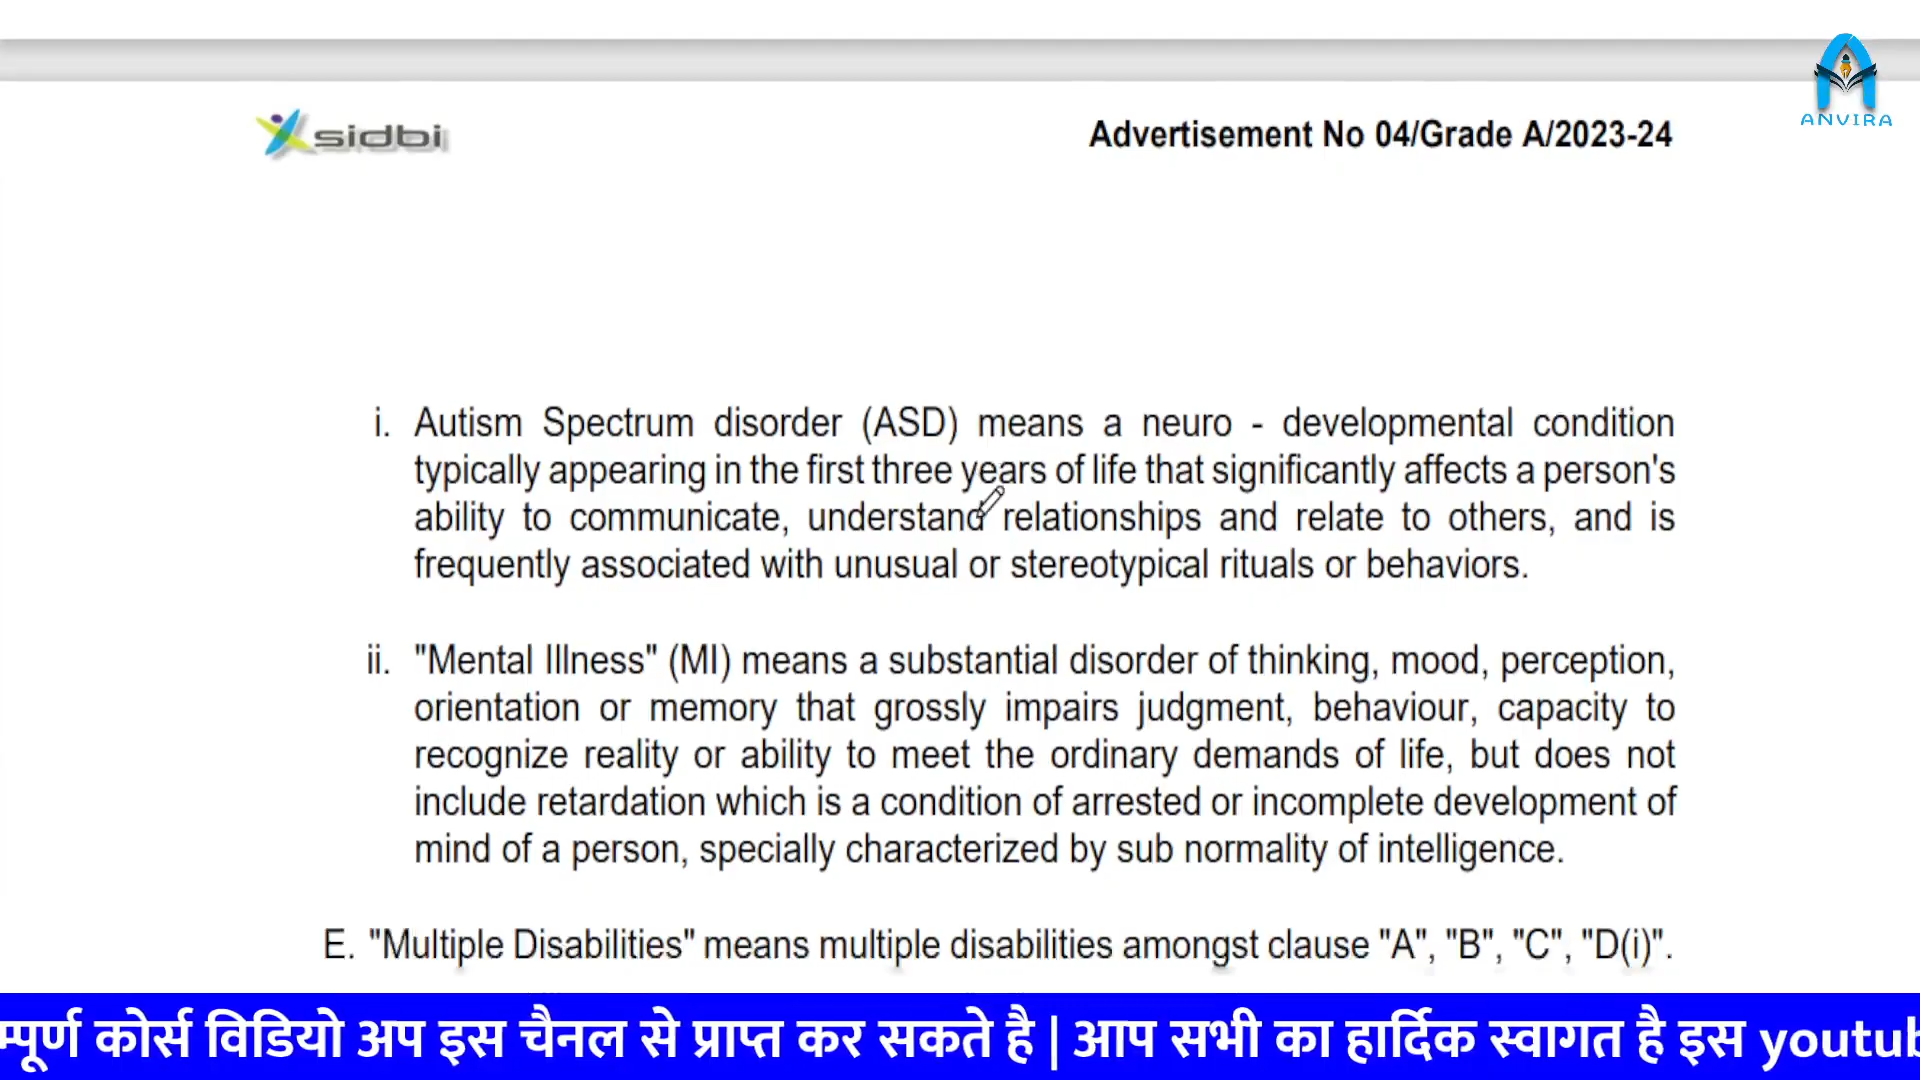 sidbi
Advertisement No 04/Grade A/2023-24
ANVIRA
i. Autism Spectrum disorder (ASD) means a neuro - developmental condition
typically appearing in the first three years of life that significantly affects a person's
ability to communicate, understand relationships and relate to others, and is
frequently associated with unusual or stereotypical rituals or behaviors.
ii. "Mental Illness" (MI) means a substantial disorder of thinking, mood, perception,
orientation or memory that grossly impairs judgment, behaviour, capacity to
recognize reality or ability to meet the ordinary demands of life, but does not
include retardation which is a condition of arrested or incomplete development of
mind of a person, specially characterized by sub normality of intelligence.
E. "Multiple Disabilities" means multiple disabilities amongst clause "A", "B", "C", "D(i)".
म्पूर्ण कोर्स विडियो अप इस चैनल से प्राप्त कर सकते है | आप सभी का हार्दिक स्वागत है इस youtub